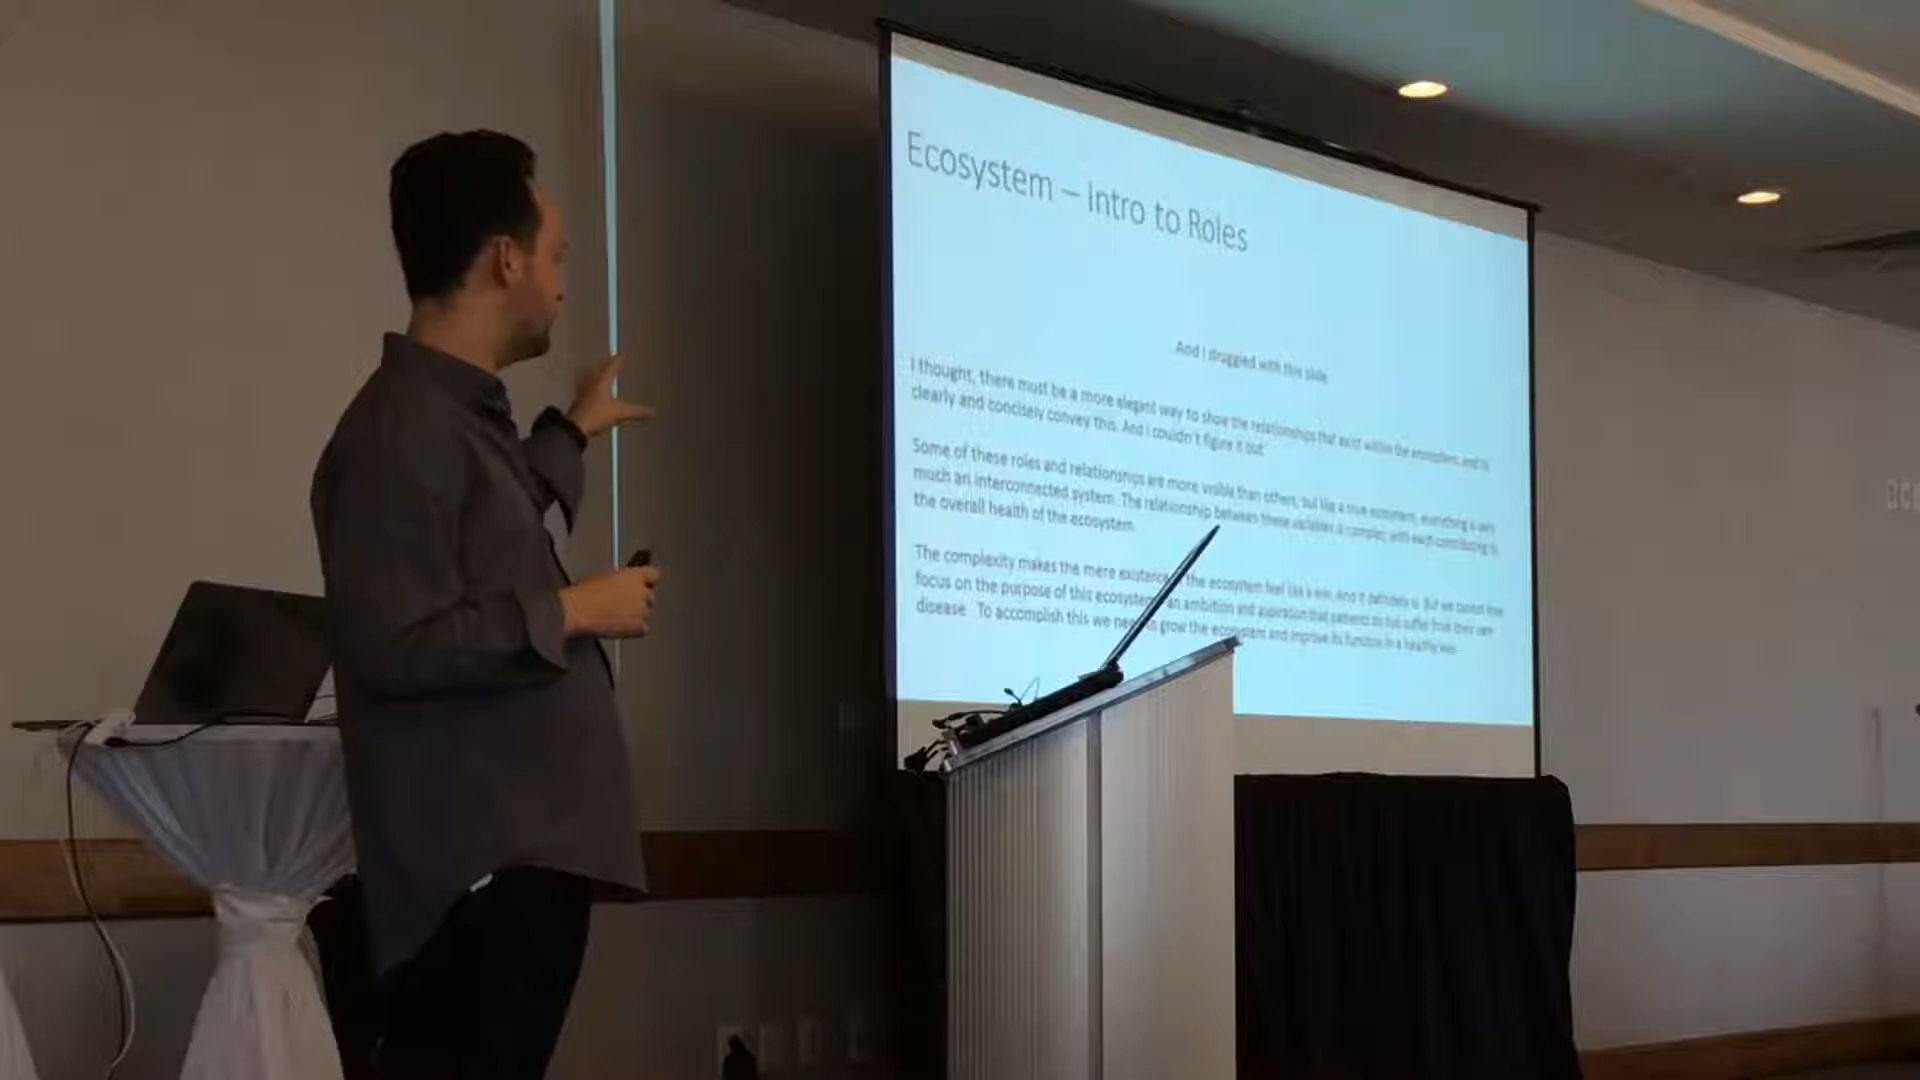 Ecosystem – Intro to Roles
And I struggled with this slide
I thought, there must be a more elegant way to show the relationships that exist within the ecosystem, and to
clearly and concisely convey this. And I couldn't figure it out.
Some of these roles and relationships are more visible than others, but like a true ecosystem, everything is very
much an interconnected system. The relationship between these variables is complex, with each contributing to
the overall health of the ecosystem.
The complexity makes the mere existence the ecosystem feel like a win. And it definitely is. But we cannot lose
focus on the purpose of this ecosystem an ambition and aspiration that patients do not suffer from their
disease. To accomplish this we need grow the ecosystem and improve its function in a healthy way.